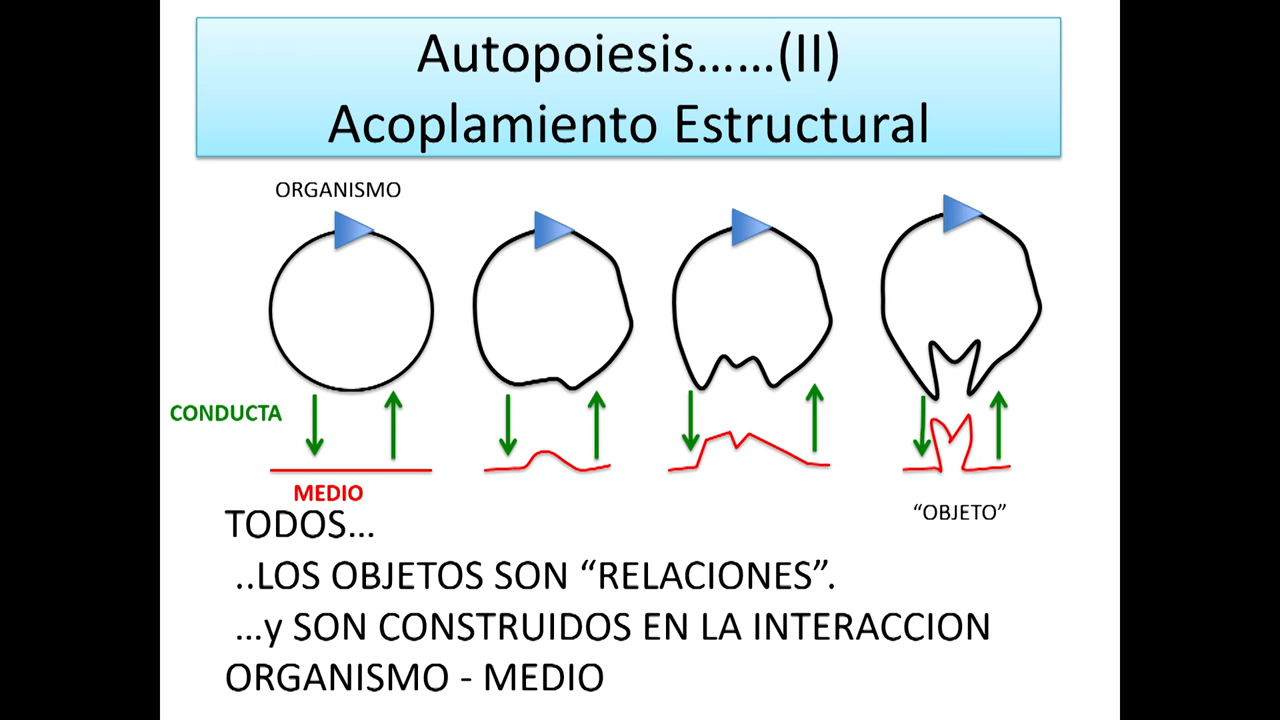 Autopoiesis……(II)
Acoplamiento Estructural
ORGANISMO
CONDUCTA
MEDIO
“OBJETO”
TODOS…
..LOS OBJETOS SON “RELACIONES”.
…y SON CONSTRUIDOS EN LA INTERACCION
ORGANISMO - MEDIO